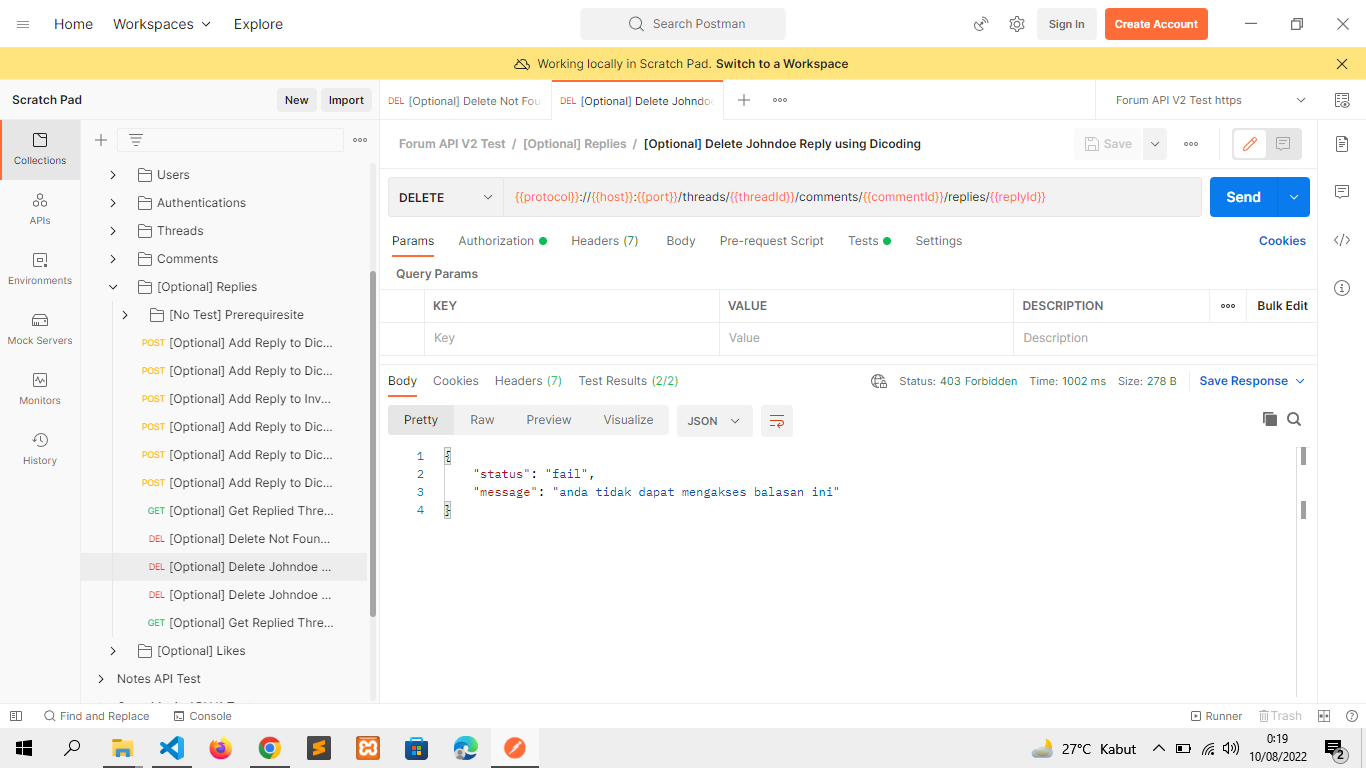 Home Workspaces Explore Search Postman Sign In Create Account
Working locally in Scratch Pad. Switch to a Workspace
Scratch Pad New Import
DEL [Optional] Delete Not Fou DEL [Optional] Delete Johndo Forum API V2 Test https
Collections
APIs
Environments
Mock Servers
Monitors
History
Users
Authentications
Threads
Comments
[Optional] Replies
[No Test] Prerequiresite
POST [Optional] Add Reply to Dic...
POST [Optional] Add Reply to Dic...
POST [Optional] Add Reply to Inv...
POST [Optional] Add Reply to Dic...
POST [Optional] Add Reply to Dic...
POST [Optional] Add Reply to Dic...
GET [Optional] Get Replied Thre...
DEL [Optional] Delete Not Foun...
DEL [Optional] Delete Johndoe ...
DEL [Optional] Delete Johndoe ...
GET [Optional] Get Replied Thre...
[Optional] Likes
Notes API Test
Forum API V2 Test / [Optional] Replies / [Optional] Delete Johndoe Reply using Dicoding Save
DELETE {{protocol}}://{{host}}:{{port}}/threads/{{threadId}}/comments/{{commentId}}/replies/{{replyId}} Send
Params Authorization Headers (7) Body Pre-request Script Tests Settings Cookies
Query Params
KEY VALUE DESCRIPTION Bulk Edit
Key Value Description
Body Cookies Headers (7) Test Results (2/2) Status: 403 Forbidden Time: 1002 ms Size: 278 B Save Response
Pretty Raw Preview Visualize JSON
1 {
2 "status": "fail",
3 "message": "anda tidak dapat mengakses balasan ini"
4 }
Find and Replace Console Runner Trash
27°C Kabut 0:19
10/08/2022 2